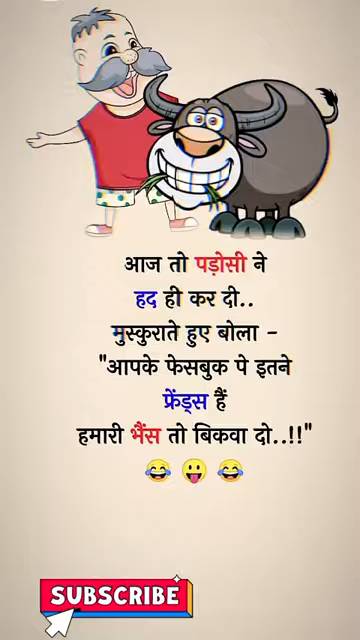 आज तो पड़ोसी ने
हद ही कर दी..
मुस्कुराते हुए बोला -
"आपके फेसबुक पे इतने
फ्रेंड्स हैं
हमारी भैंस तो बिकवा दो..!!"
😂 😛 😂
SUBSCRIBE